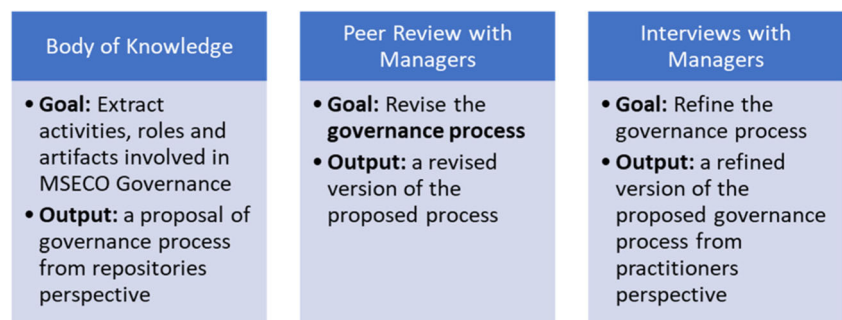 Body of Knowledge
• Goal: Extract
activities, roles and
artifacts involved in
MSECO Governance
• Output: a proposal of
governance process
from repositories
perspective
Peer Review with
Managers
• Goal: Revise the
governance process
• Output: a revised
version of the
proposed process
Interviews with
Managers
• Goal: Refine the
governance process
• Output: a refined
version of the
proposed governance
process from
practitioners
perspective